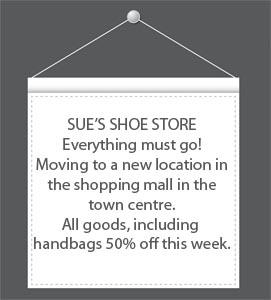 SUE'S SHOE STORE
Everything must go!
Moving to a new location in
the shopping mall in the
town centre.
All goods, including
handbags 50% off this week.